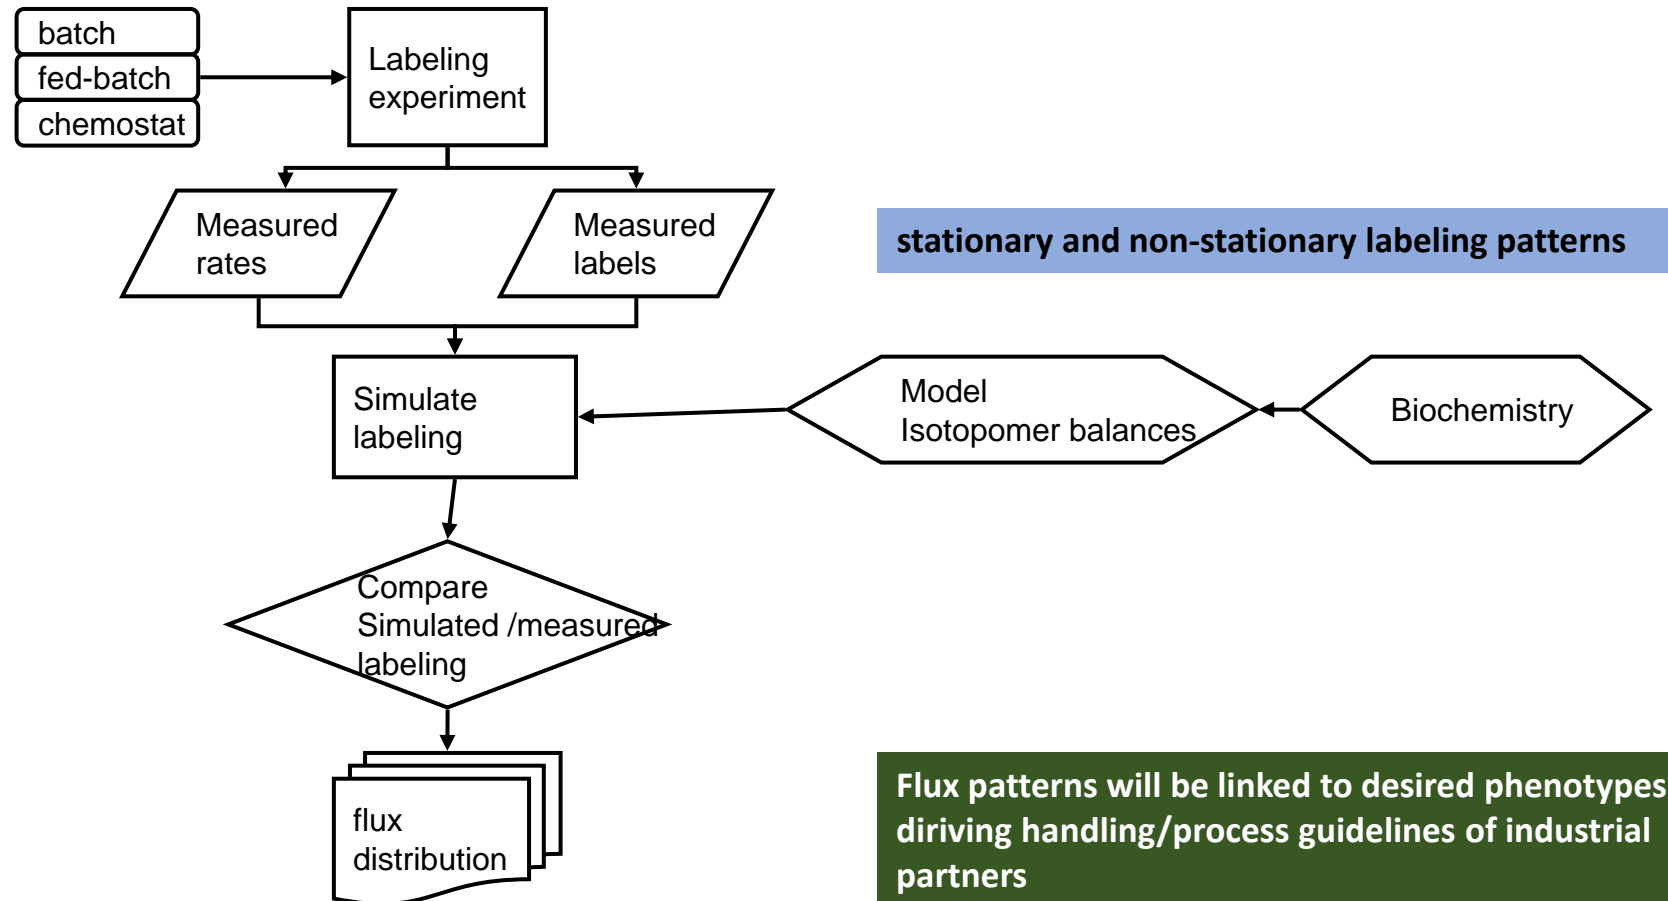 batch
fed-batch
chemostat
Labeling
experiment
Measured
rates
Measured
labels
stationary and non-stationary labeling patterns
Simulate
labeling
Model
Isotopomer balances
Biochemistry
Compare
Simulated /measured
labeling
flux
distribution
Flux patterns will be linked to desired phenotypes
diriving handling/process guidelines of industrial
partners